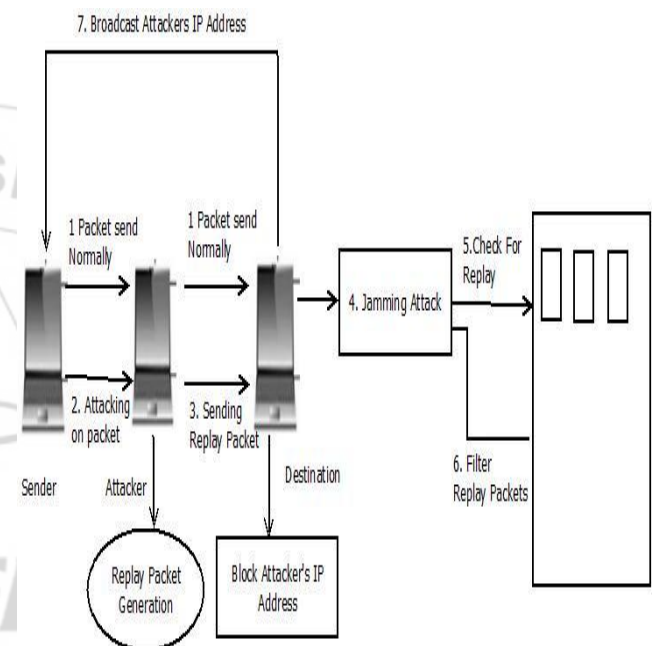 7. Broadcast Attackers IP Address
1 Packet send
Normally
1 Packet send
Normally
5.Check For
Replay
4. Jamming Attack
2. Attacking
on packet
3. Sending
Replay Packet
6. Filter
Replay Packets
Sender
Attacker
Destination
Replay Packet
Generation
Block Attacker's IP
Address